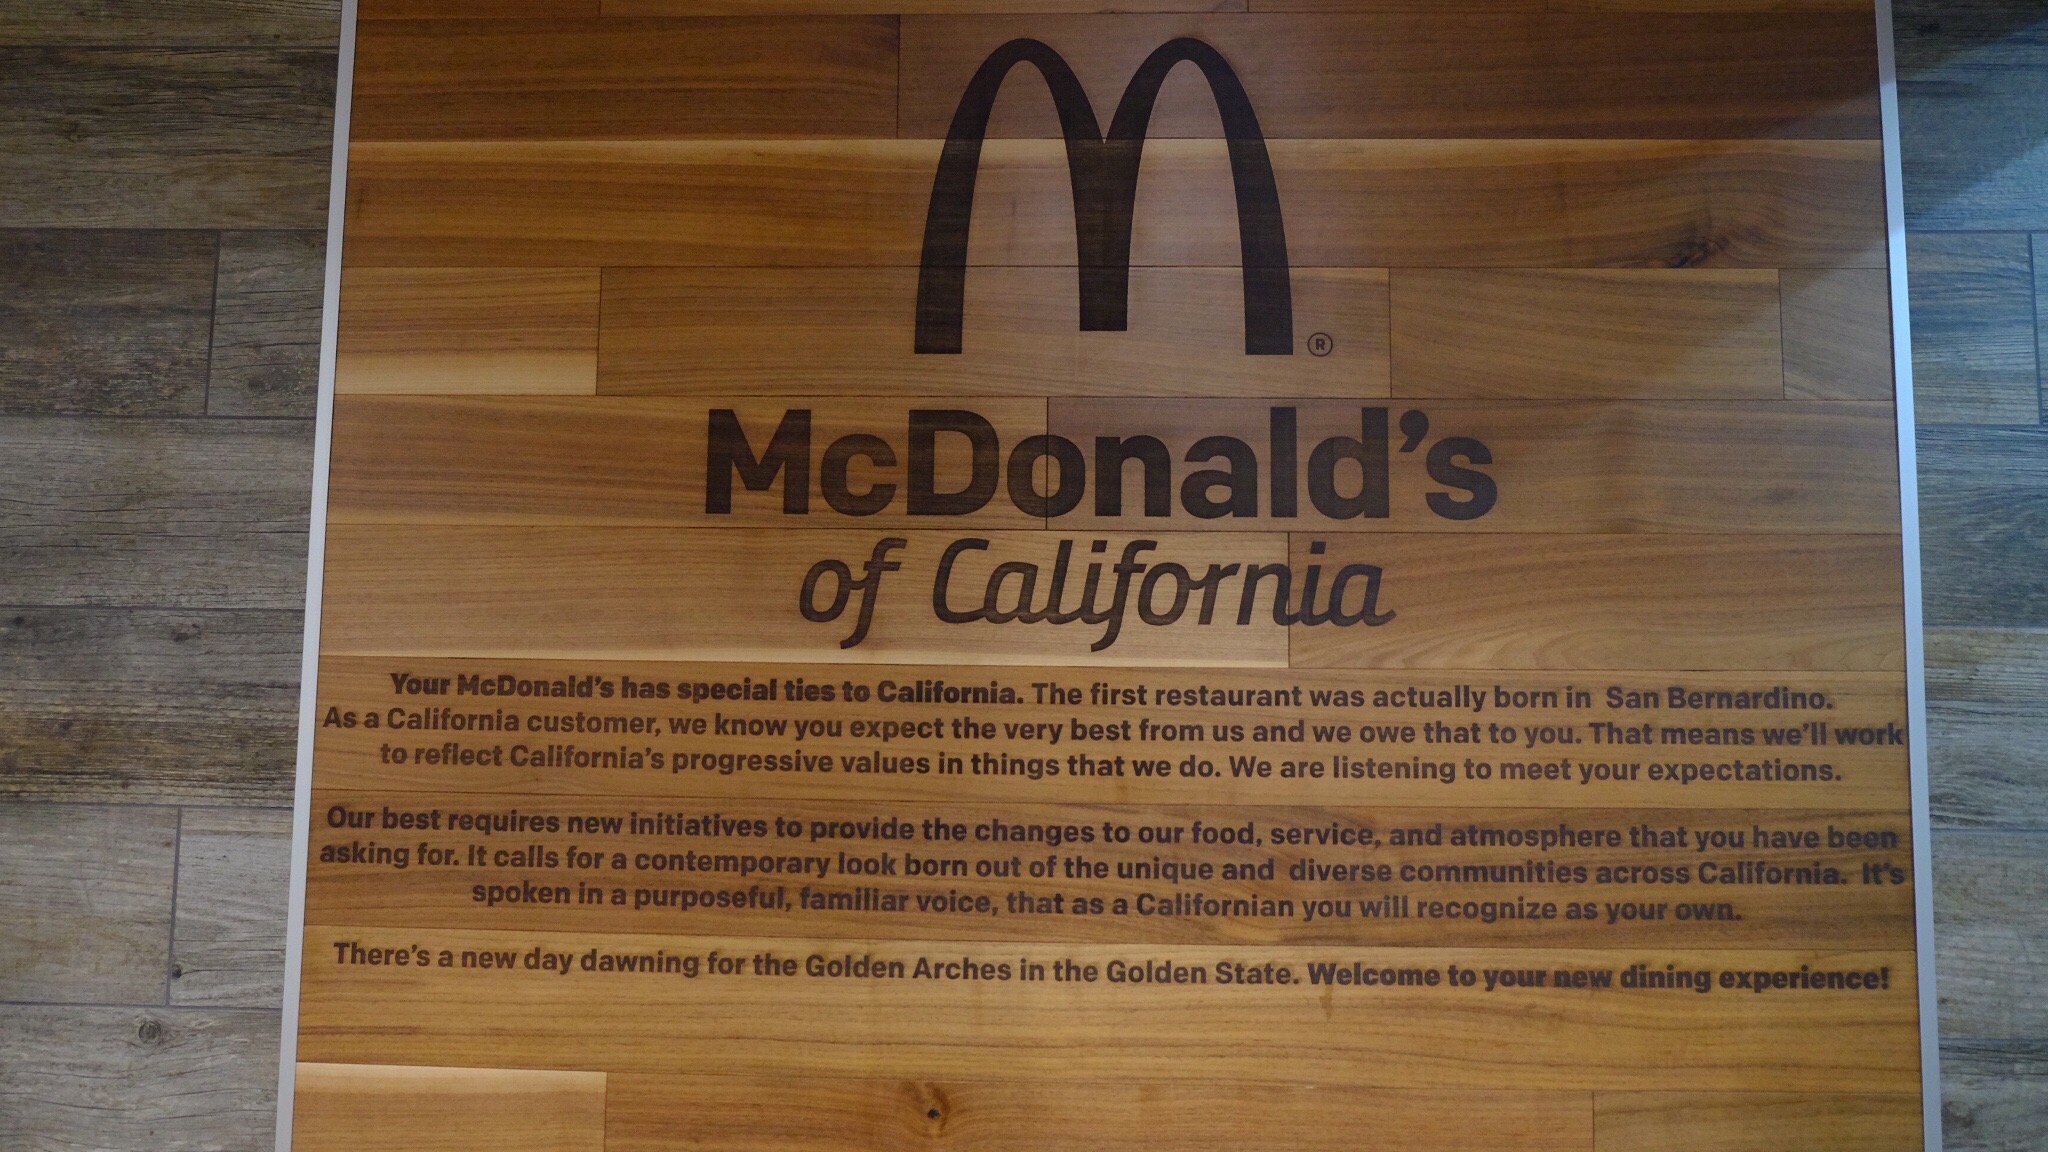 M ®
McDonald's
of California
Your McDonald's has special ties to California. The first restaurant was actually born in San Bernardino.
As a California customer, we know you expect the very best from us and we owe that to you. That means we'll work
to reflect California's progressive values in things that we do. We are listening to meet your expectations.
Our best requires new initiatives to provide the changes to our food, service, and atmosphere that you have been
asking for. It calls for a contemporary look born out of the unique and diverse communities across California. It's
spoken in a purposeful, familiar voice, that as a Californian you will recognize as your own.
There's a new day dawning for the Golden Arches in the Golden State. Welcome to your new dining experience!